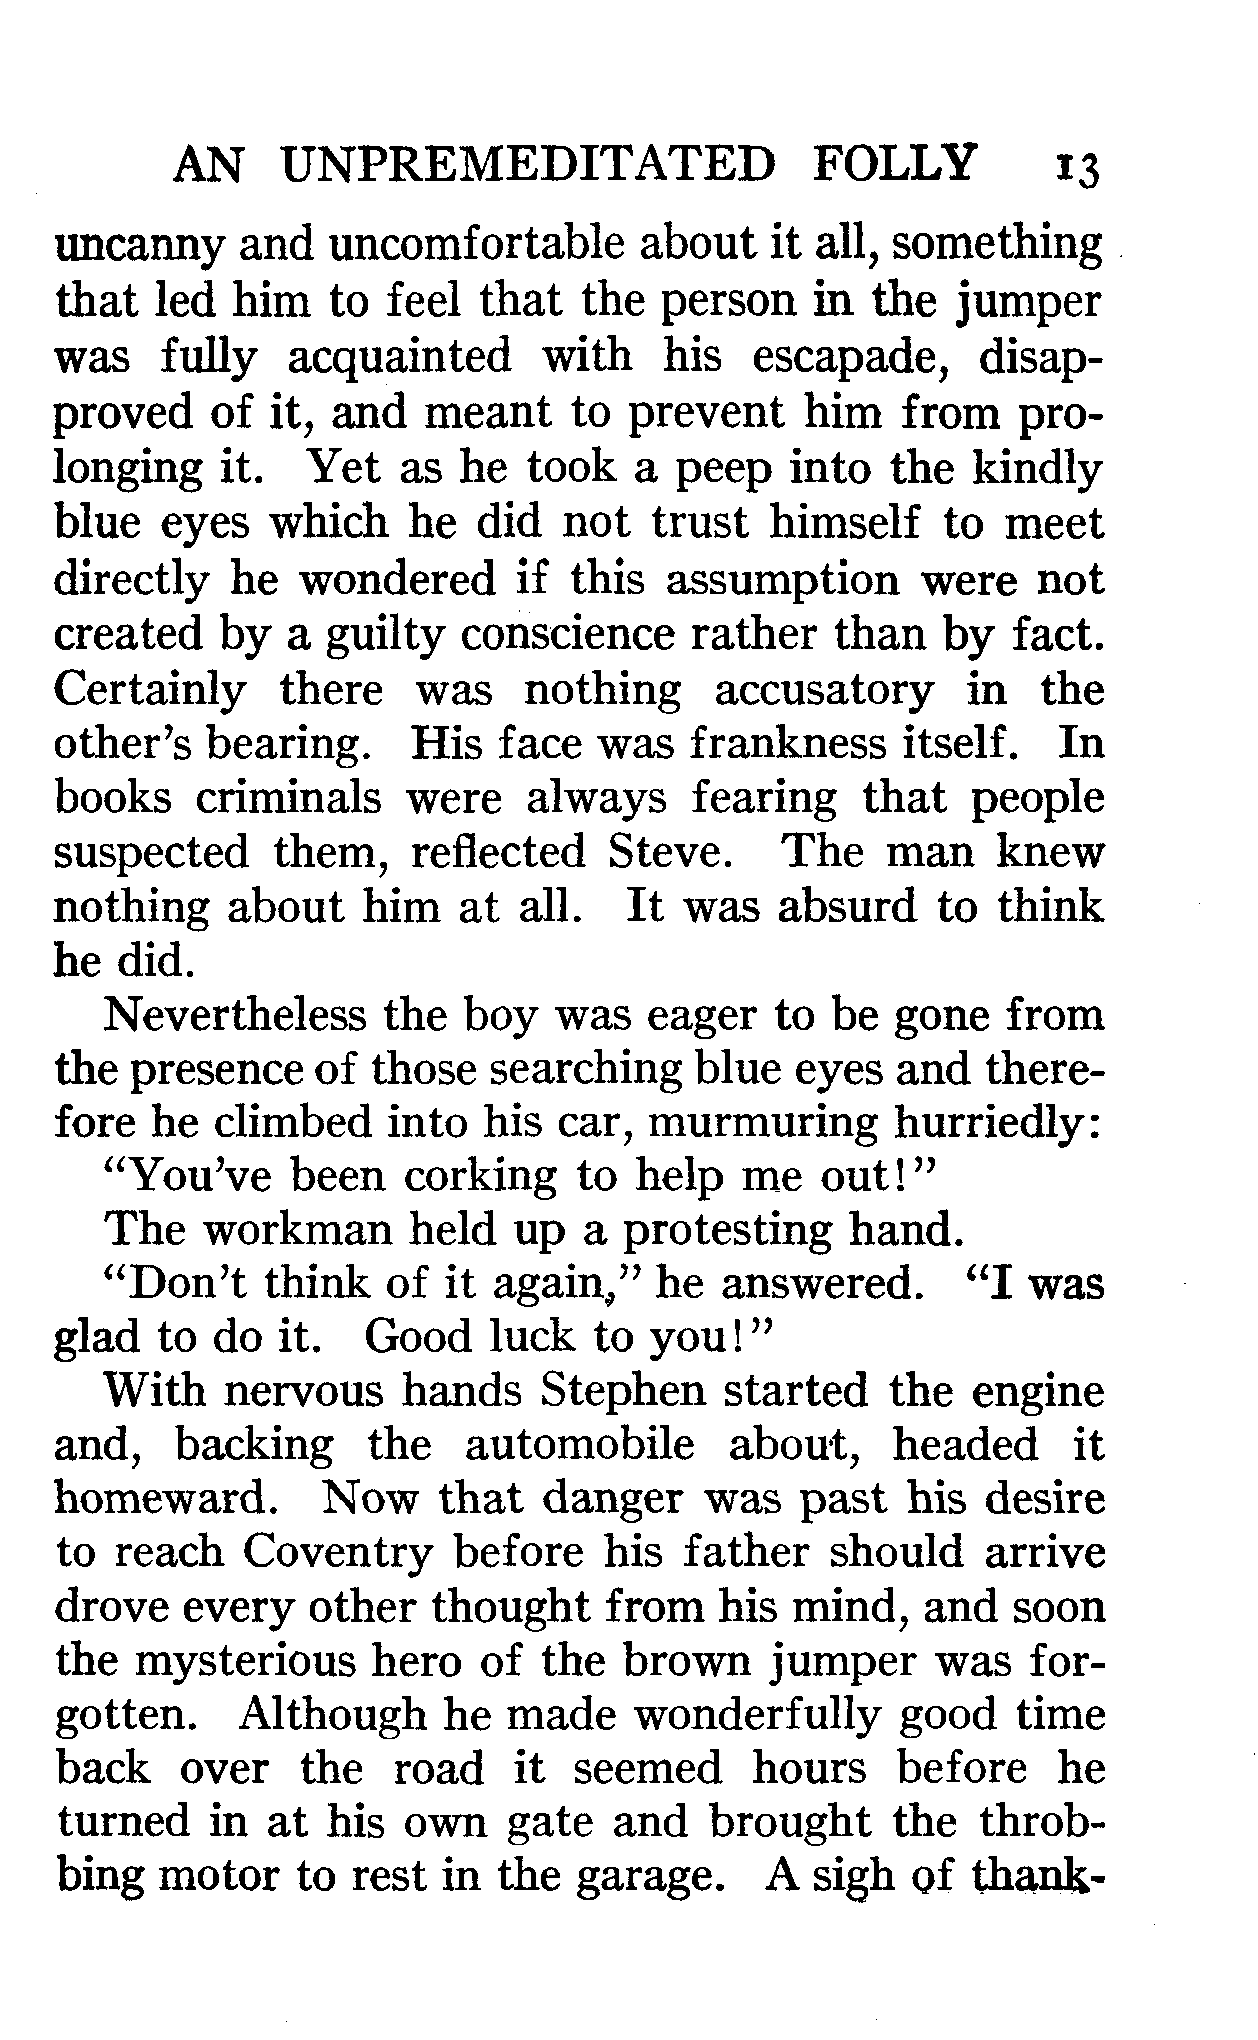 AN UNPREMEDITATED FOLLY 13
uncanny and uncomfortable about it all, something
that led him to feel that the person in the jumper
was fully acquainted with his escapade, disap-
proved of it, and meant to prevent him from pro-
longing it. Yet as he took a peep into the kindly
blue eyes which he did not trust himself to meet
directly he wondered if this assumption were not
created by a guilty conscience rather than by fact.
Certainly there was nothing accusatory in the
other's bearing. His face was frankness itself. In
books criminals were always fearing that people
suspected them, reflected Steve. The man knew
nothing about him at all. It was absurd to think
he did.
Nevertheless the boy was eager to be gone from
the presence of those searching blue eyes and there-
fore he climbed into his car, murmuring hurriedly:
"You've been corking to help me out!"
The workman held up a protesting hand.
"Don't think of it again," he answered. "I was
glad to do it. Good luck to you!"
With nervous hands Stephen started the engine
and, backing the automobile about, headed it
homeward. Now that danger was past his desire
to reach Coventry before his father should arrive
drove every other thought from his mind, and soon
the mysterious hero of the brown jumper was for-
gotten. Although he made wonderfully good time
back over the road it seemed hours before he
turned in at his own gate and brought the throb-
bing motor to rest in the garage. A sigh of thank-